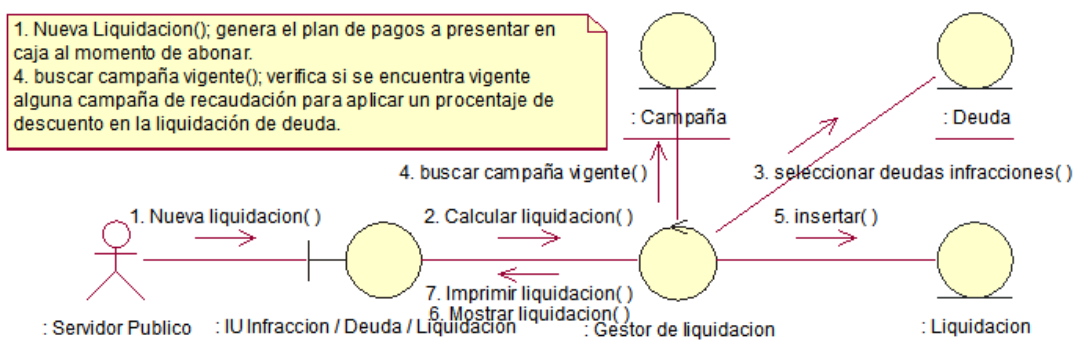 1. Nueva Liquidacion(); genera el plan de pagos a presentar en
caja al momento de abonar.
4. buscar campaña vigente(); verifica si se encuentra vigente
alguna campaña de recaudación para aplicar un procentaje de
descuento en la liquidación de deuda.
: Campaña
: Deuda
4. buscar campaña vigente( )
3. seleccionar deudas infracciones( )
1. Nueva liquidacion( )
2. Calcular liquidacion( )
5. insertar( )
7. Imprimir liquidacion( )
6. Mostrar liquidacion( )
: Servidor Publico
: IU Infraccion / Deuda / Liquidacion
: Gestor de liquidacion
: Liquidacion